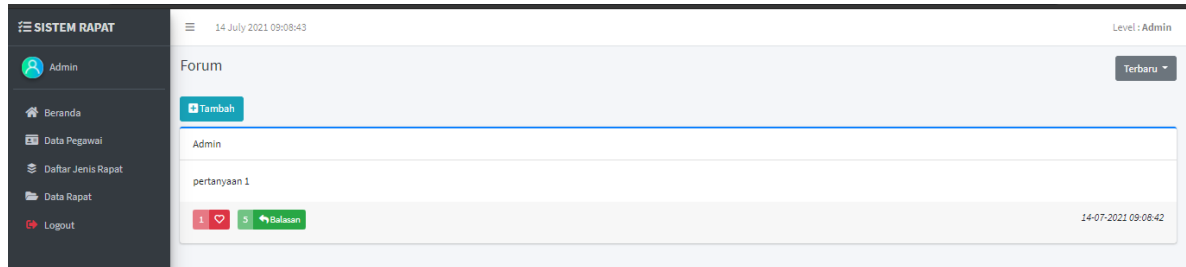 SISTEM RAPAT
14 July 2021 09:08:43
Level : Admin
Admin
Beranda
Data Pegawai
Daftar Jenis Rapat
Data Rapat
Logout
Forum
Terbaru
Tambah
Admin
pertanyaan 1
1
5 Balasan
14-07-2021 09:08:42